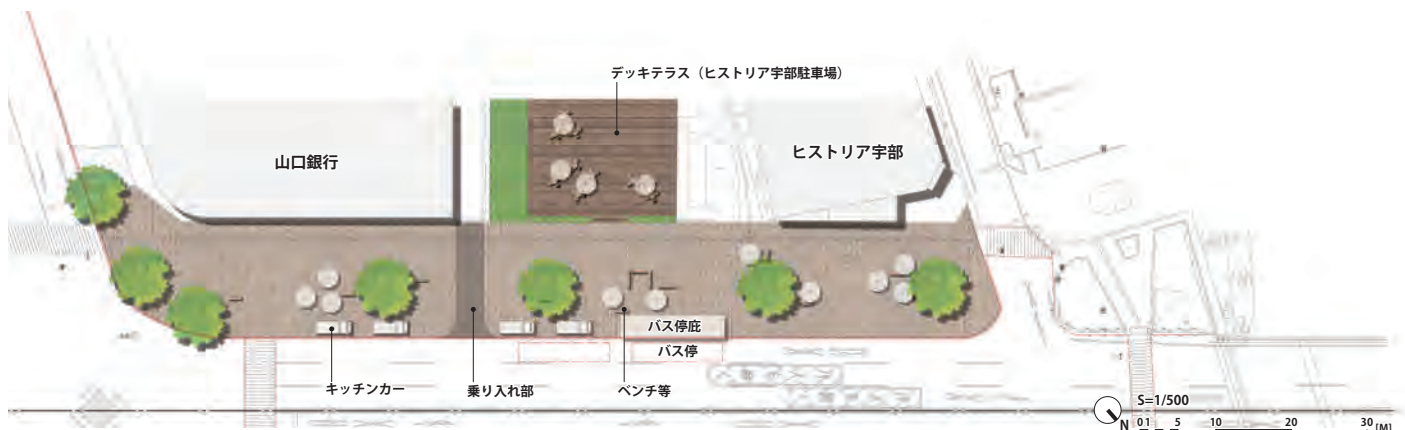 デッキテラス（ヒストリア宇部駐車場）
山口銀行
ヒストリア宇部
バス停庇
バス停
キッチンカー
乗り入れ部
ベンチ等
S=1/500
N
0 1 5 10 20 30 [M]